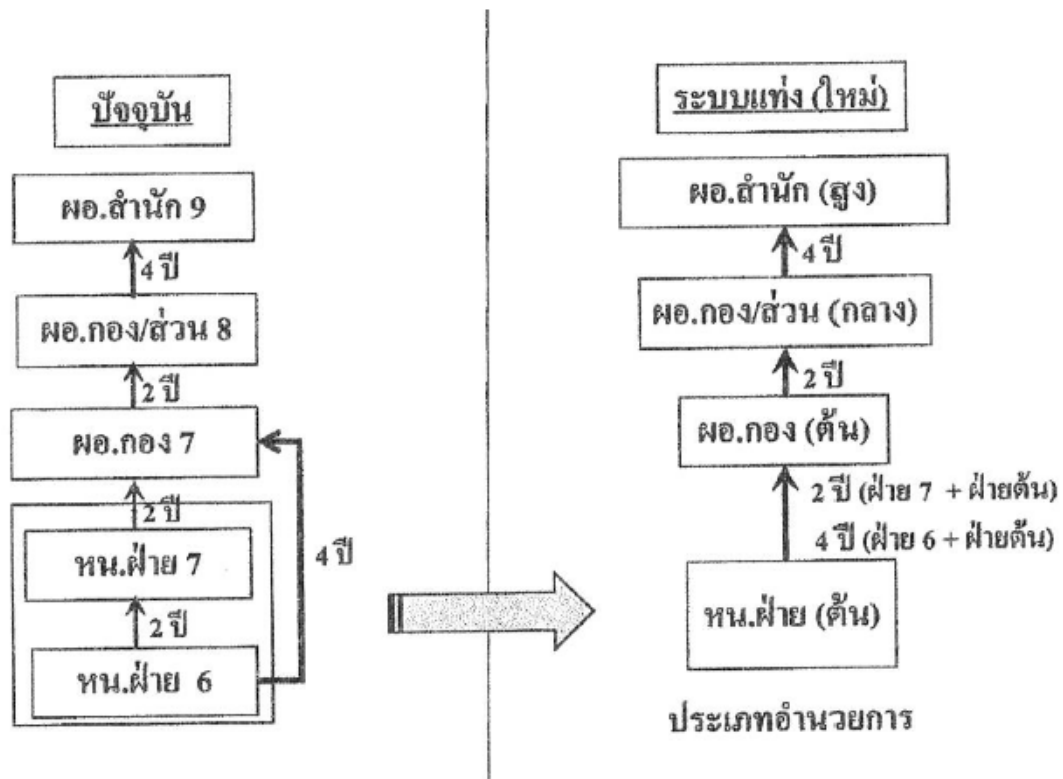 ปัจจุบัน
ผอ.สำนัก 9
4 ปี
ผอ.กอง/ส่วน 8
2 ปี
ผอ.กอง 7
2 ปี
หน.ฝ่าย 7
4 ปี
2 ปี
หน.ฝ่าย 6
ระบบแท่ง (ใหม่)
ผอ.สำนัก (สูง)
4 ปี
ผอ.กอง/ส่วน (กลาง)
2 ปี
ผอ.กอง (ต้น)
2 ปี (ฝ่าย 7 + ฝ่ายต้น)
4 ปี (ฝ่าย 6 + ฝ่ายต้น)
หน.ฝ่าย (ต้น)
ประเภทอำนวยการ